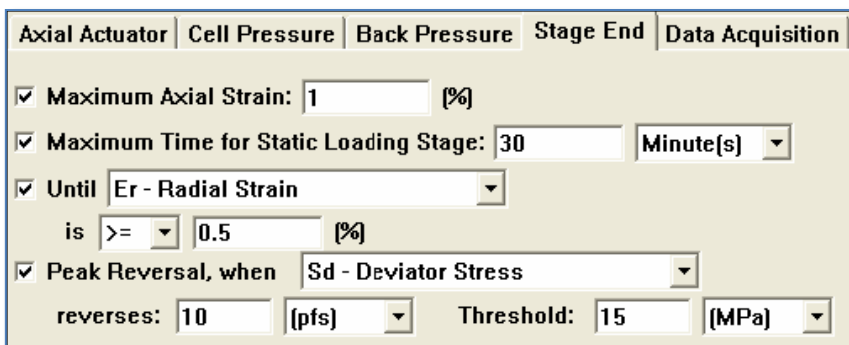 Axial Actuator Cell Pressure Back Pressure Stage End Data Acquisition
Maximum Axial Strain: 1 (%)
Maximum Time for Static Loading Stage: 30 Minute(s)
Until Er - Radial Strain
is >= 0.5 (%)
Peak Reversal, when Sd - Deviator Stress
reverses: 10 (pfs) Threshold: 15 (MPa)